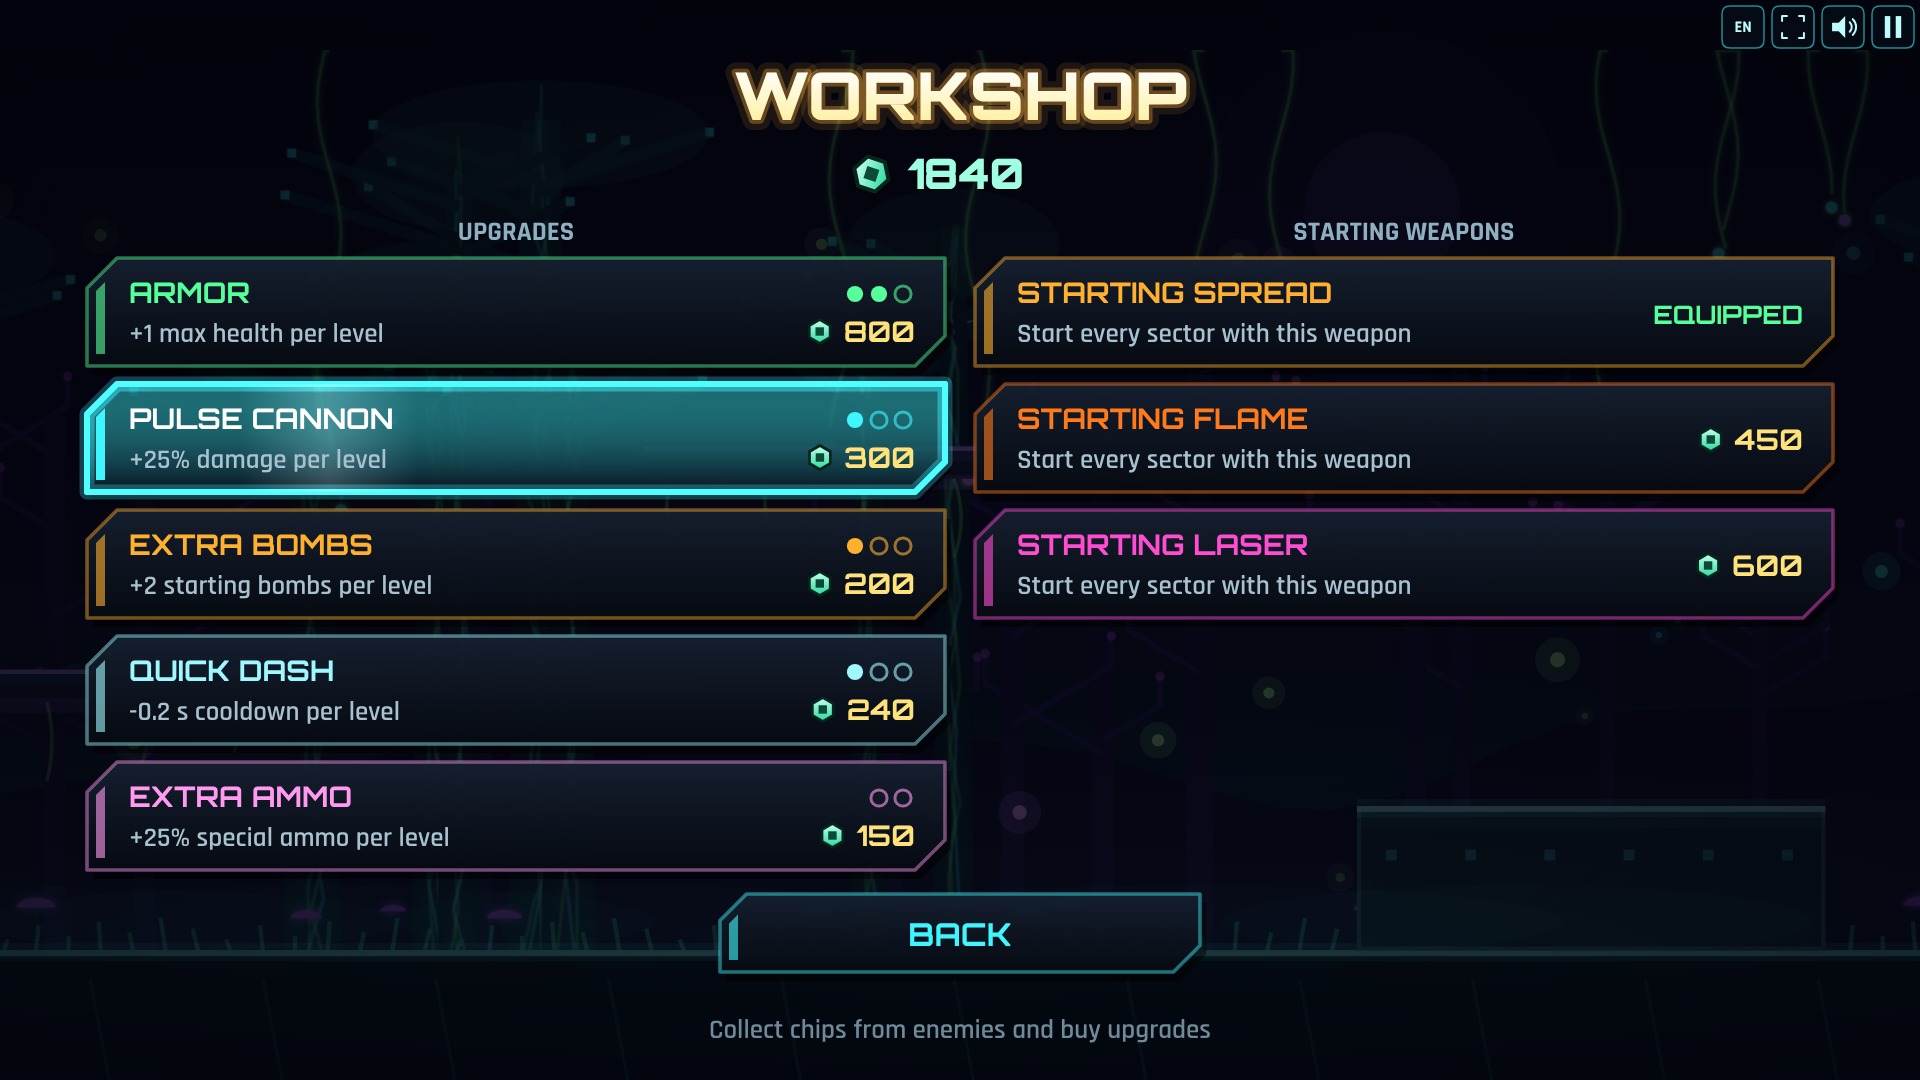 EN
WORKSHOP
1840
UPGRADES
ARMOR
+1 max health per level
800
PULSE CANNON
+25% damage per level
300
EXTRA BOMBS
+2 starting bombs per level
200
QUICK DASH
-0.2 s cooldown per level
240
EXTRA AMMO
+25% special ammo per level
150
STARTING WEAPONS
STARTING SPREAD
Start every sector with this weapon
EQUIPPED
STARTING FLAME
Start every sector with this weapon
450
STARTING LASER
Start every sector with this weapon
600
BACK
Collect chips from enemies and buy upgrades